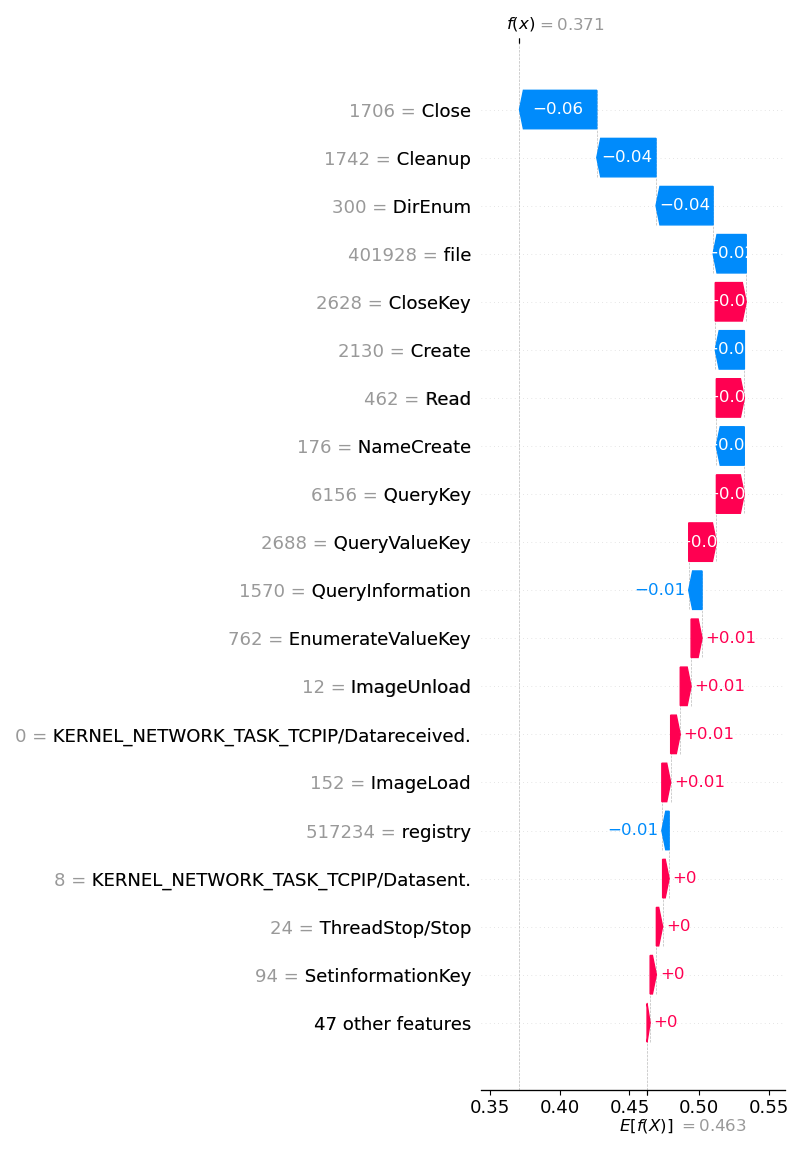 f(x) = 0.371
1706 = Close −0.06
1742 = Cleanup −0.04
300 = DirEnum −0.04
401928 = file
2628 = CloseKey
2130 = Create
462 = Read
176 = NameCreate
6156 = QueryKey
2688 = QueryValueKey
1570 = QueryInformation −0.01
762 = EnumerateValueKey +0.01
12 = ImageUnload +0.01
0 = KERNEL_NETWORK_TASK_TCPIP/Datareceived. +0.01
152 = ImageLoad +0.01
517234 = registry −0.01
8 = KERNEL_NETWORK_TASK_TCPIP/Datasent. +0
24 = ThreadStop/Stop +0
94 = SetinformationKey +0
47 other features +0
0.35 0.40 0.45 0.50 0.55
E[f(X)] = 0.463